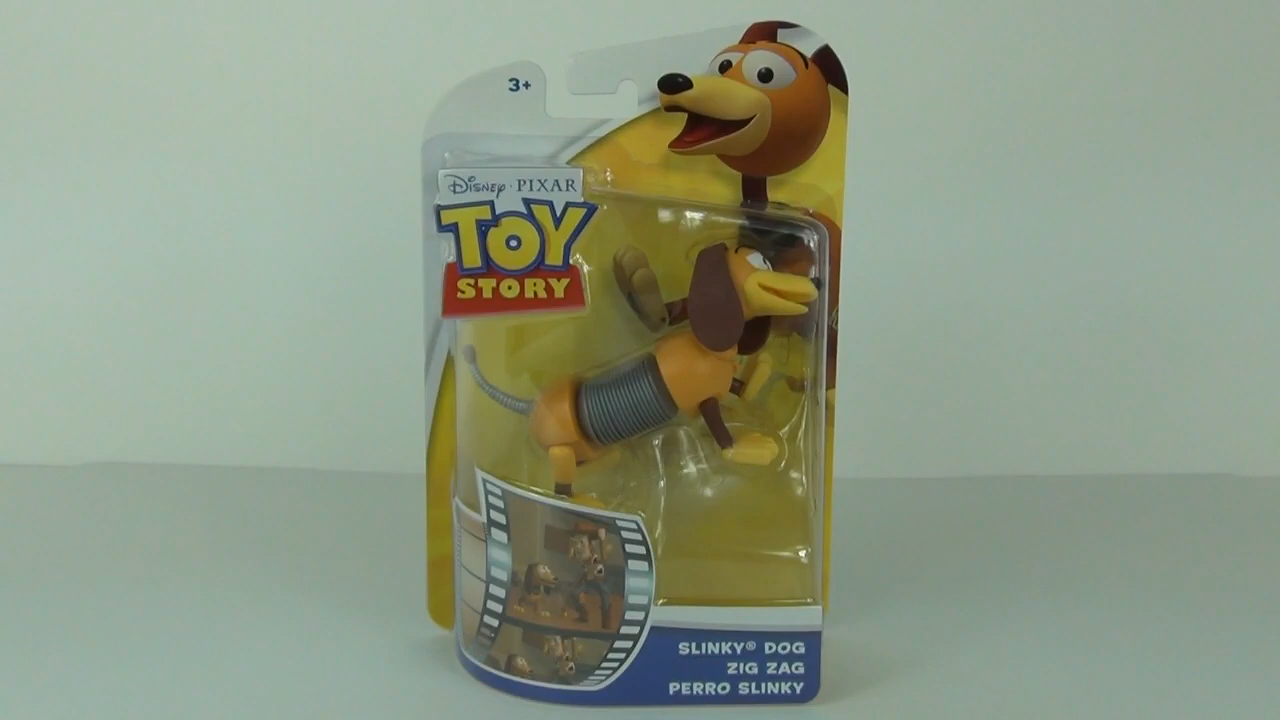 3+
Disney · PIXAR
TOY
STORY
SLINKY® DOG
ZIG ZAG
PERRO SLINKY